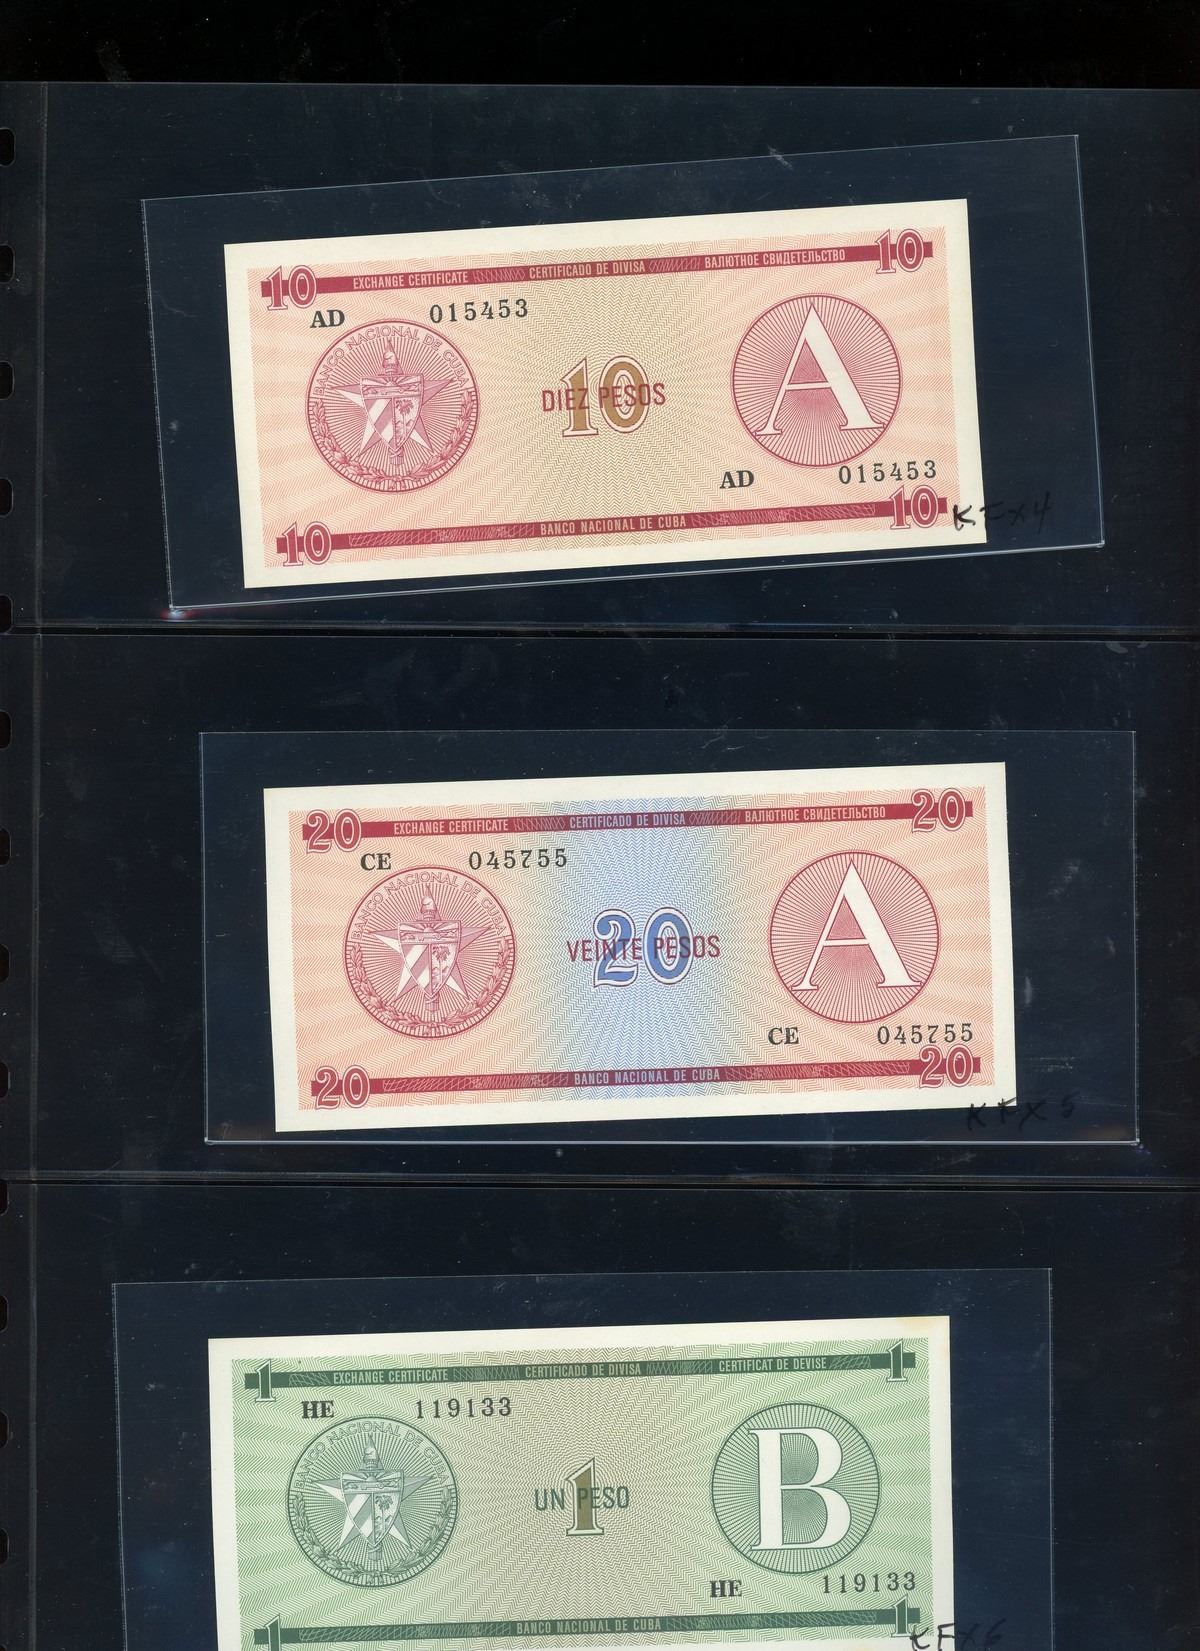 10 EXCHANGE CERTIFICATE CERTIFICADO DE DIVISA ВАЛЮТНОЕ СВИДЕТЕЛЬСТВО 10
AD 015453
BANCO NACIONAL DE CUBA
10
DIEZ PESOS
A
AD 015453
10 BANCO NACIONAL DE CUBA 10
KFX4
20 EXCHANGE CERTIFICATE CERTIFICADO DE DIVISA ВАЛЮТНОЕ СВИДЕТЕЛЬСТВО 20
CE 045755
BANCO NACIONAL DE CUBA
20
VEINTE PESOS
A
CE 045755
20 BANCO NACIONAL DE CUBA 20
KFX5
1 EXCHANGE CERTIFICATE CERTIFICADO DE DIVISA CERTIFICAT DE DEVISE 1
HE 119133
BANCO NACIONAL DE CUBA
1
UN PESO
B
HE 119133
1 BANCO NACIONAL DE CUBA 1
KFX6